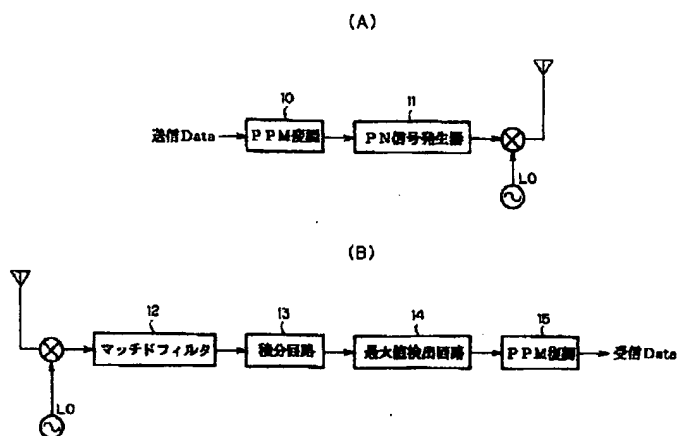 (A)
10
11
送信Data
PPM変調
PN信号発生器
LO
(B)
12
13
14
15
マッチドフィルタ
積分回路
最大値検出回路
PPM復調
受信Data
LO